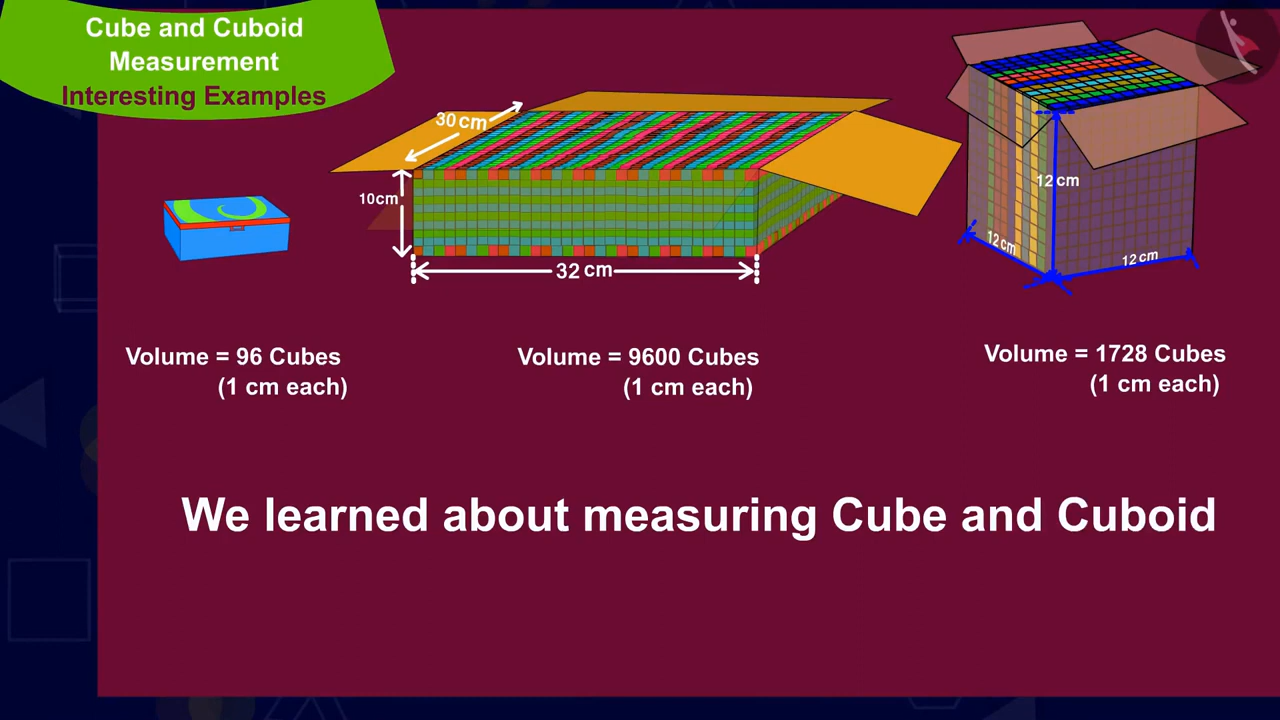 Cube and Cuboid
Measurement
Interesting Examples
30 cm
10cm
32 cm
12 cm
12 cm
12 cm
Volume = 96 Cubes
(1 cm each)
Volume = 9600 Cubes
(1 cm each)
Volume = 1728 Cubes
(1 cm each)
We learned about measuring Cube and Cuboid